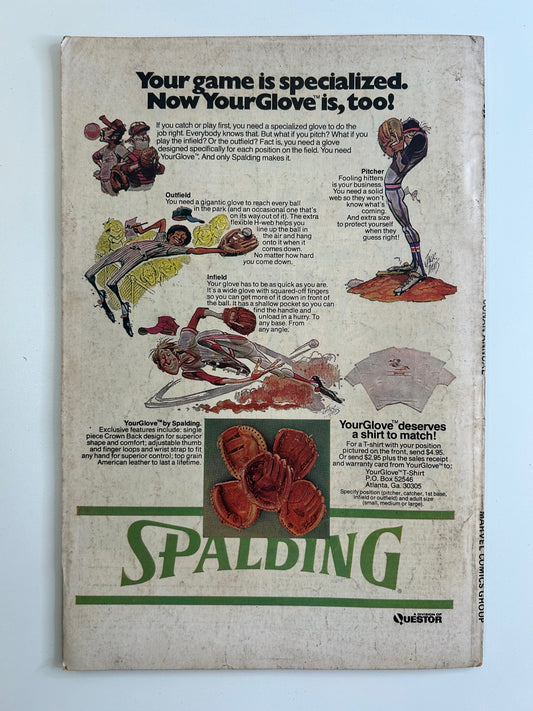 Your game is specialized.
Now YourGlove™ is, too!
If you catch or play first, you need a specialized glove to do the
job right. Everybody knows that. But what if you pitch? What if you
play the infield? Or the outfield? Fact is, you need a glove
designed specifically for each position on the field. You need
YourGlove.™ And only Spalding makes it.
Pitcher
Fooling hitters
is your business.
You need a solid
web so they won't
know what's
coming.
And extra size
to protect yourself
when they
guess right!
Outfield
You need a gigantic glove to reach every ball
in the park (and an occasional one that's
on its way out of it). The extra
flexible H-web helps you
line up the ball in
the air and hang
onto it when it
comes down.
No matter how hard
you come down.
Infield
Your glove has to be as quick as you are.
It's a wide glove with squared-off fingers
so you can get more of it down in front of
the ball. It has a shallow pocket so you can
find the handle and
unload in a hurry. To
any base. From
any angle.
YourGlove™ by Spalding.
Exclusive features include: single
piece Crown Back design for superior
shape and comfort; adjustable thumb
and finger loops and wrist strap to fit
any hand for superior control; top grain
American leather to last a lifetime.
YourGlove™ deserves
a shirt to match!
For a T-shirt with your position
pictured on the front, send $4.95.
Or send $2.95 plus the sales receipt
and warranty card from YourGlove™ to:
YourGlove™ T-Shirt
P.O. Box 52546
Atlanta, Ga. 30305
Specify position (pitcher, catcher, 1st base,
infield or outfield) and adult size
(small, medium or large).
SPALDING®
A DIVISION OF
QUESTOR
MARVEL COMICS GROUP